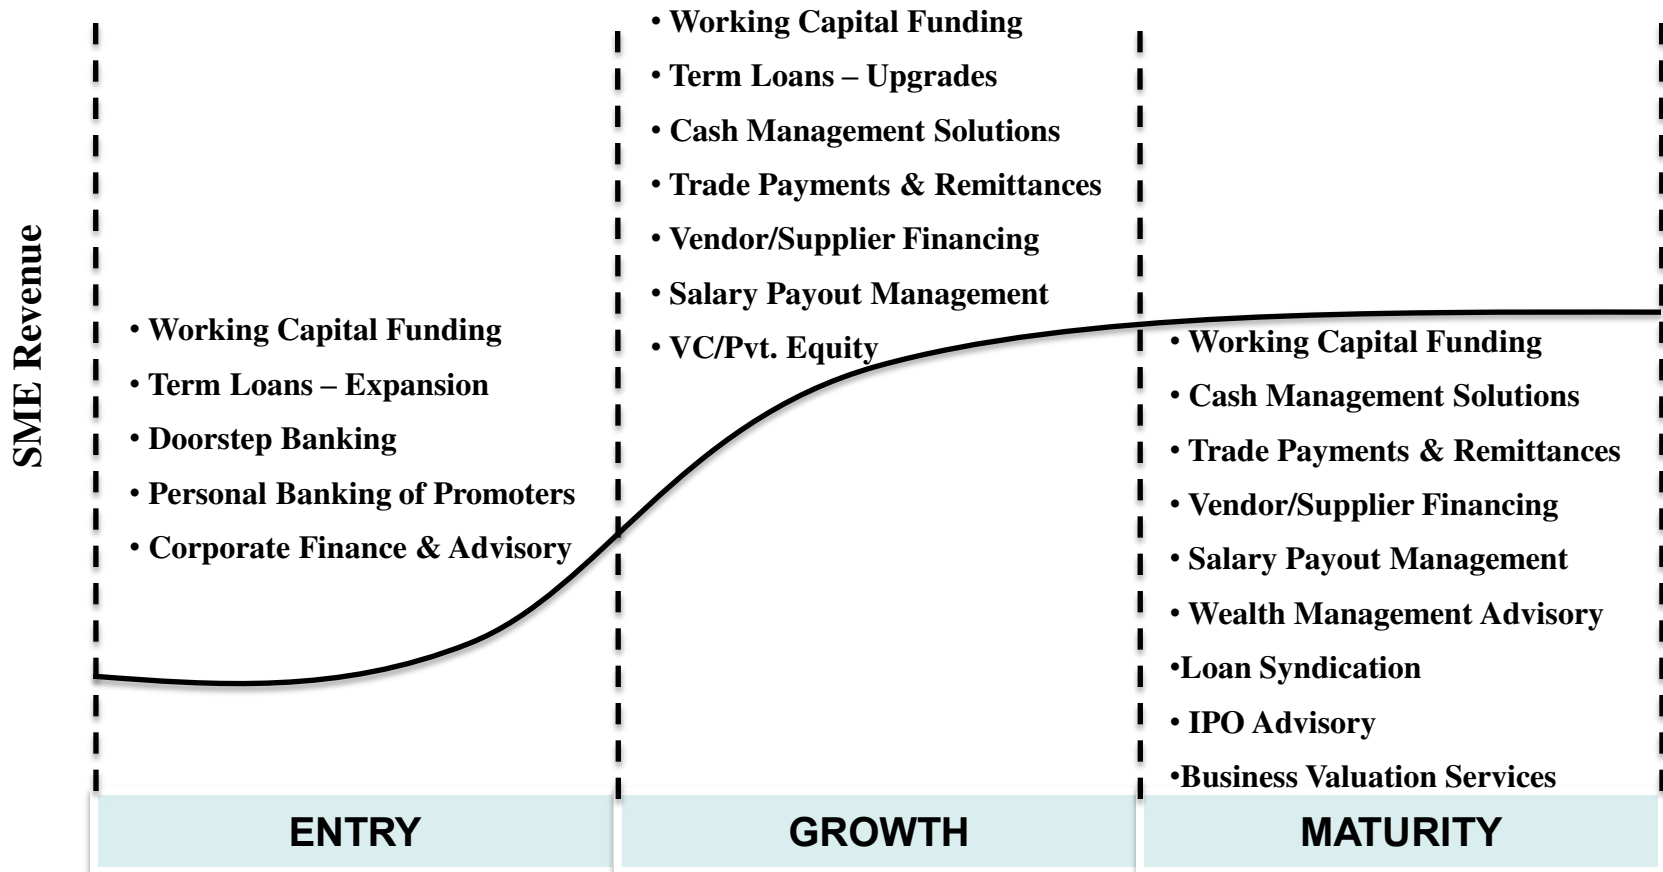 SME Revenue
• Working Capital Funding
• Term Loans – Expansion
• Doorstep Banking
• Personal Banking of Promoters
• Corporate Finance & Advisory
• Working Capital Funding
• Term Loans – Upgrades
• Cash Management Solutions
• Trade Payments & Remittances
• Vendor/Supplier Financing
• Salary Payout Management
• VC/Pvt. Equity
• Working Capital Funding
• Cash Management Solutions
• Trade Payments & Remittances
• Vendor/Supplier Financing
• Salary Payout Management
• Wealth Management Advisory
•Loan Syndication
• IPO Advisory
•Business Valuation Services
ENTRY
GROWTH
MATURITY